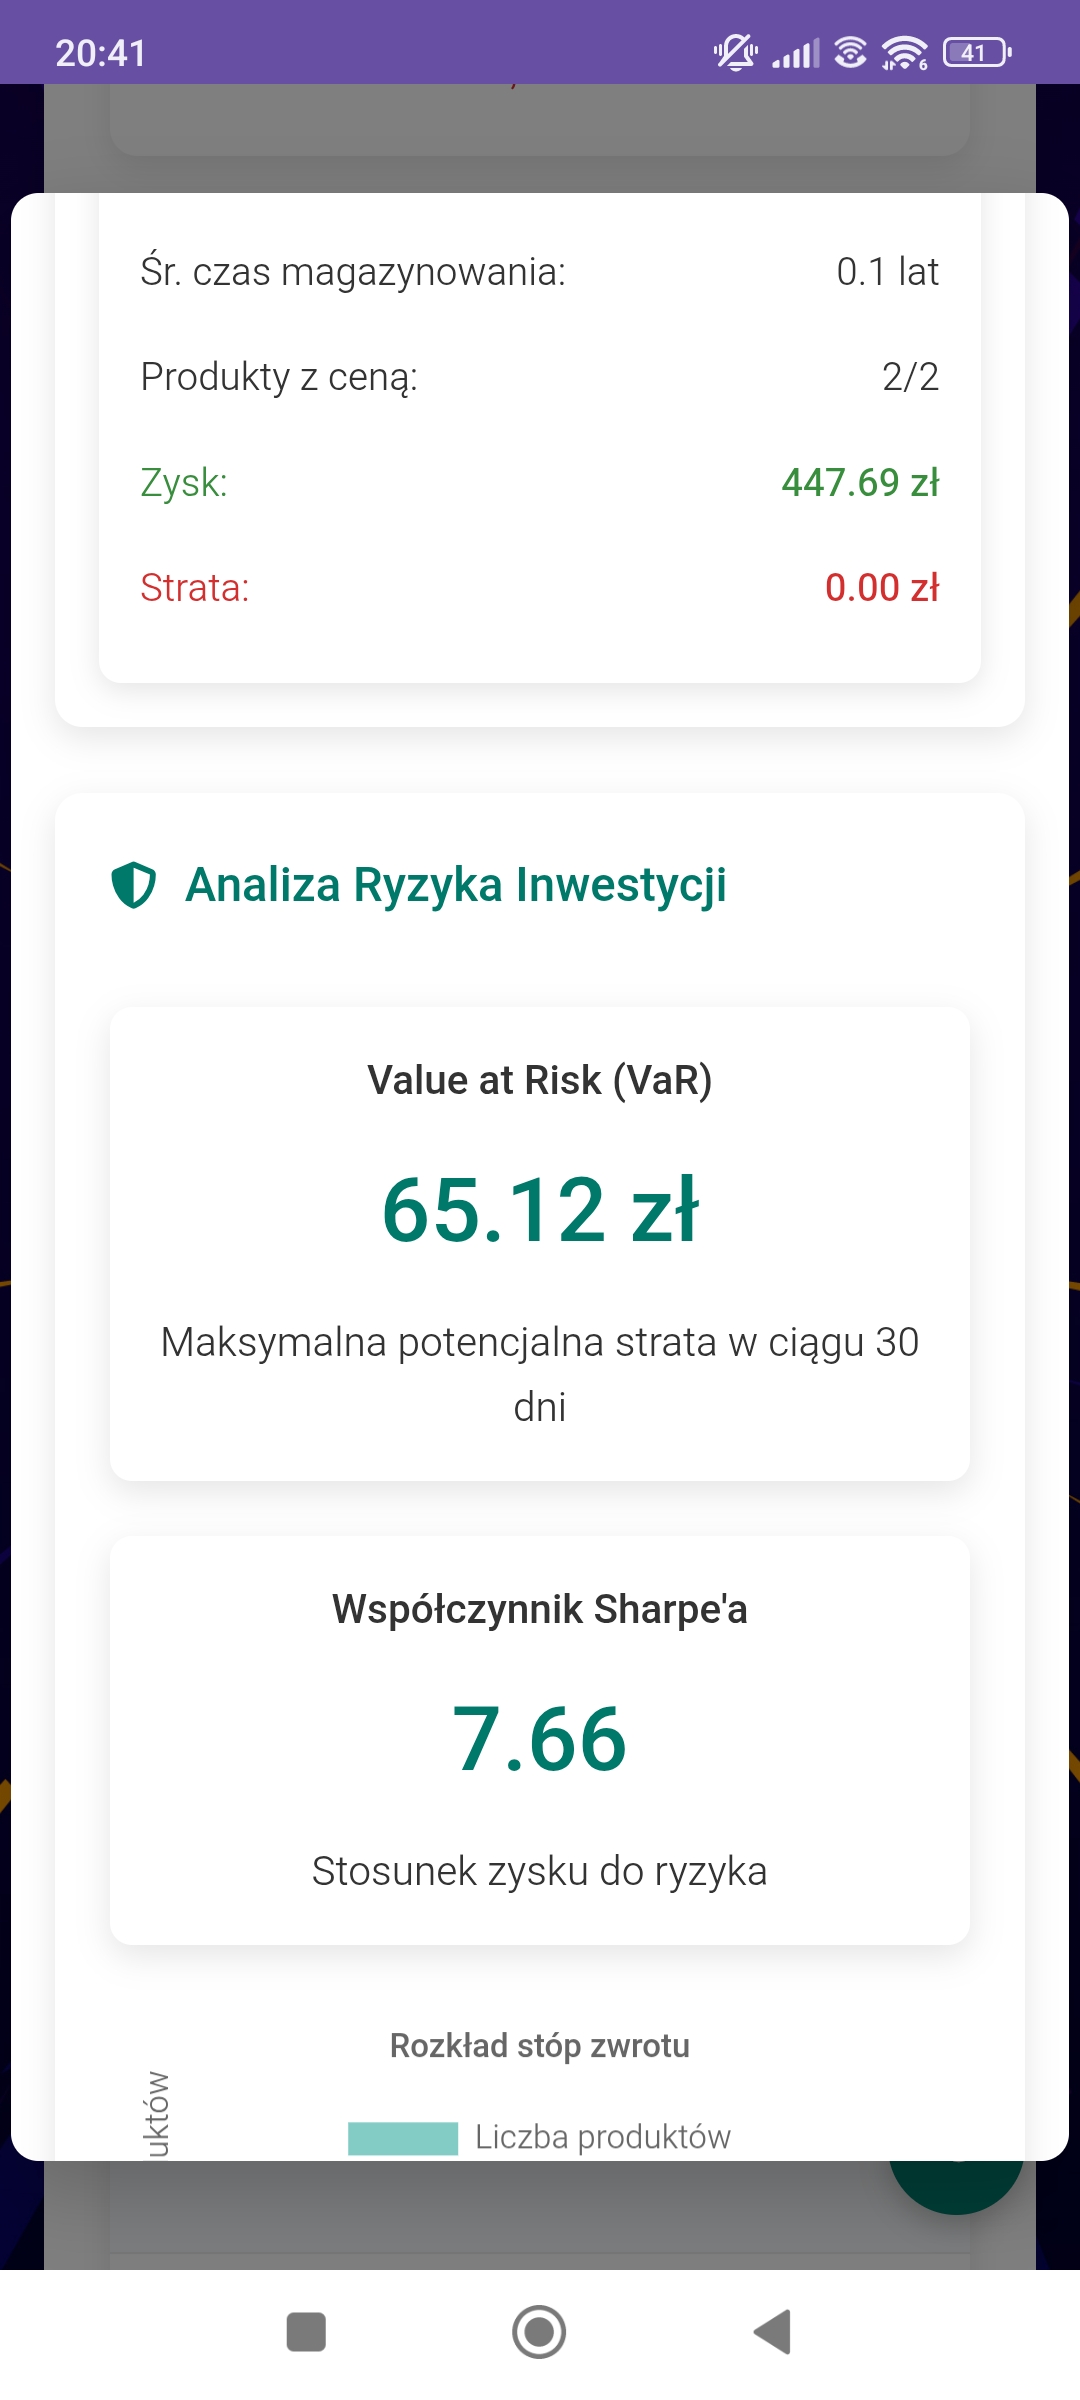 20:41
6
41
Śr. czas magazynowania: 0.1 lat
Produkty z ceną: 2/2
Zysk: 447.69 zł
Strata: 0.00 zł
Analiza Ryzyka Inwestycji
Value at Risk (VaR)
65.12 zł
Maksymalna potencjalna strata w ciągu 30
dni
Współczynnik Sharpe'a
7.66
Stosunek zysku do ryzyka
Rozkład stóp zwrotu
uktów
Liczba produktów